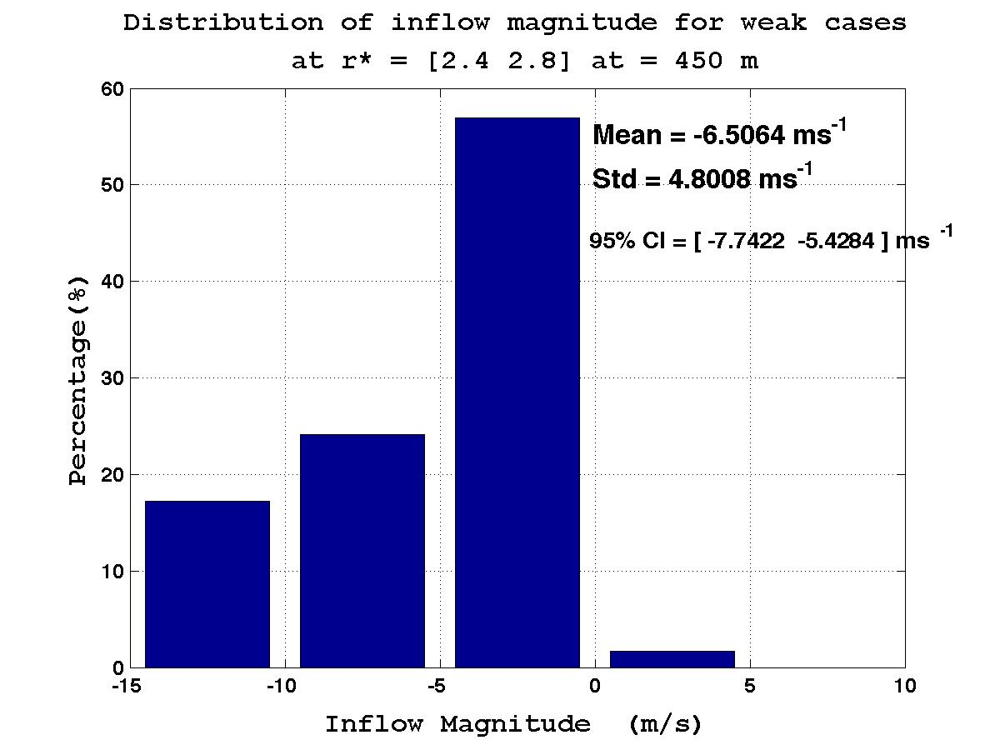 Distribution of inflow magnitude for weak cases
at r* = [2.4 2.8] at = 450 m
60
50
40
30
20
10
0
Percentage(%)
Mean = -6.5064 ms-1
Std = 4.8008 ms-1
95% CI = [ -7.7422 -5.4284 ] ms -1
-15 -10 -5 0 5 10
Inflow Magnitude (m/s)